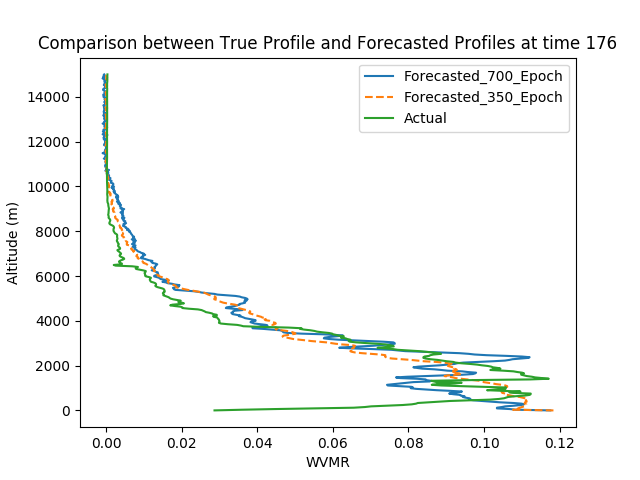 Comparison between True Profile and Forecasted Profiles at time 176
Forecasted_700_Epoch
Forecasted_350_Epoch
Actual
14000
12000
10000
8000
6000
4000
2000
0
Altitude (m)
0.00 0.02 0.04 0.06 0.08 0.10 0.12
WVMR